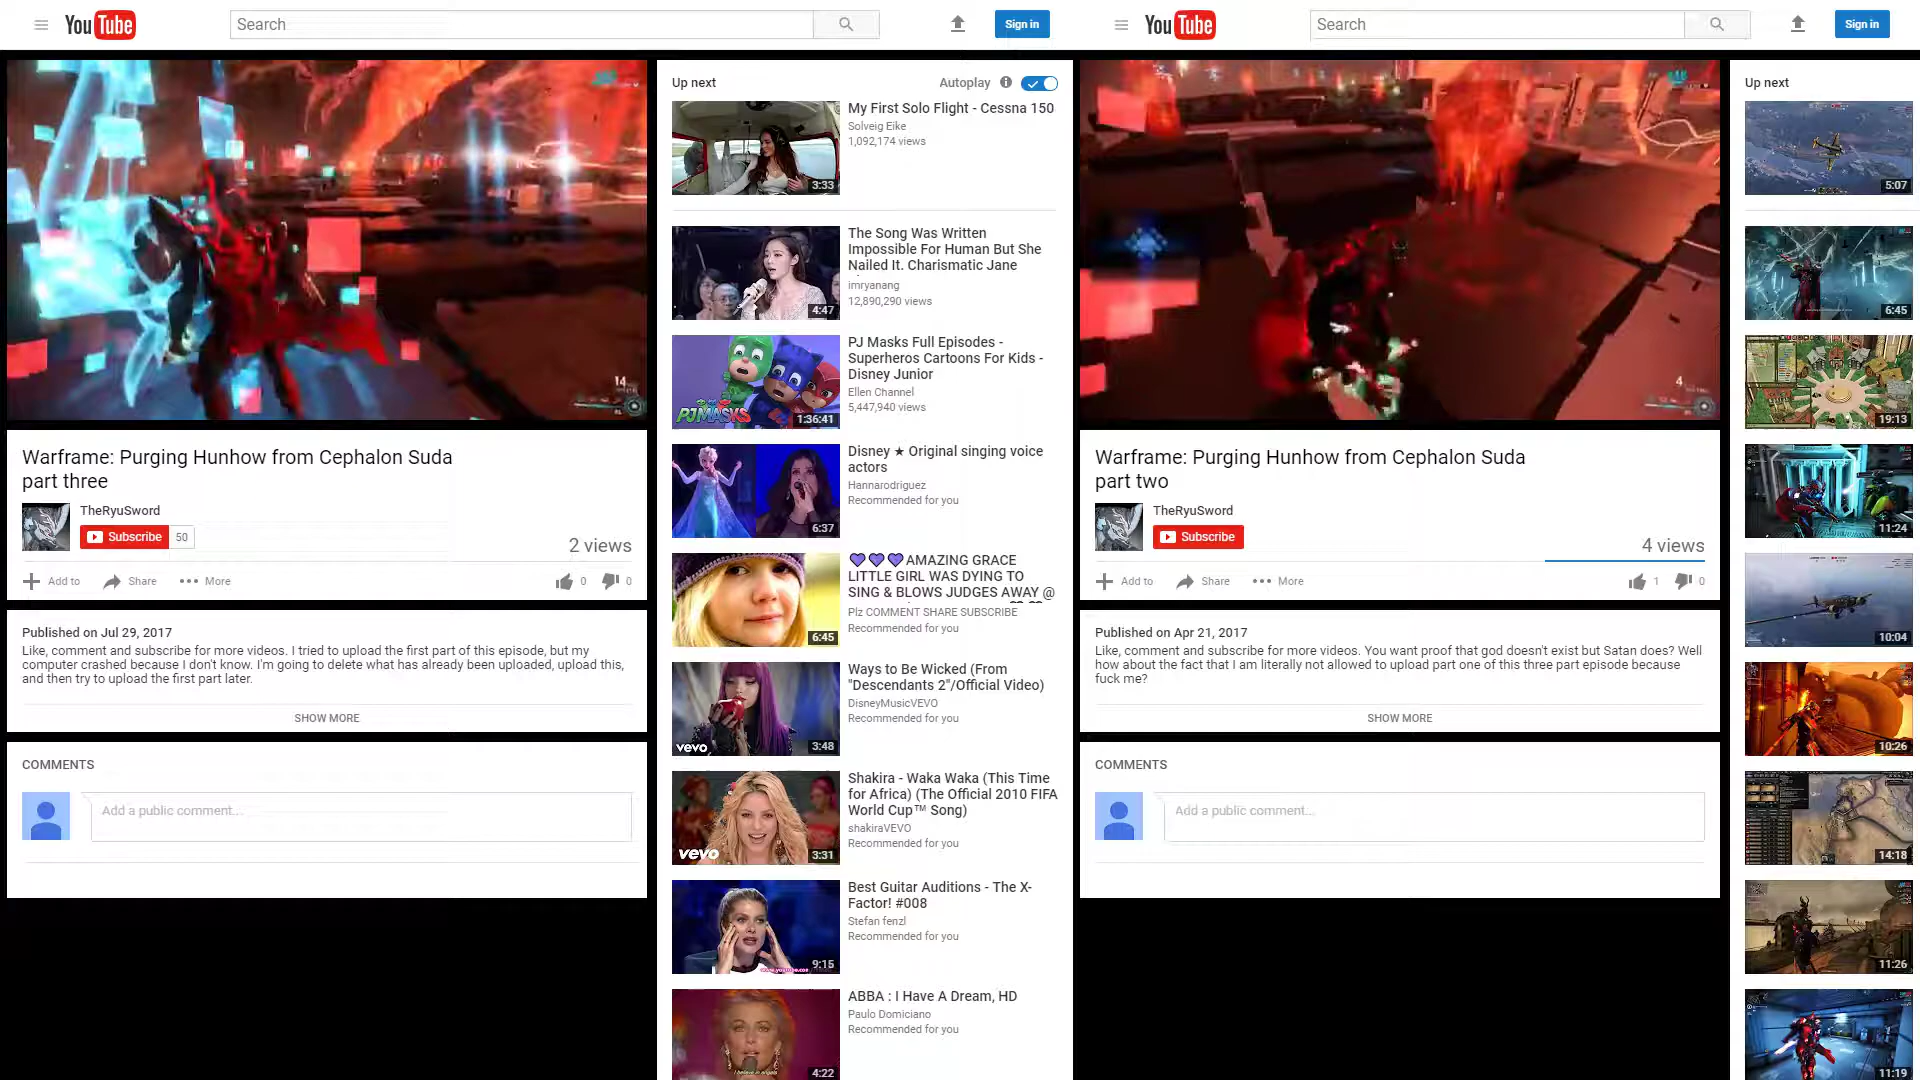 YouTube
Search
Sign in
Up next
Autoplay
My First Solo Flight - Cessna 150
Solveig Eike
1,092,174 views
3:33
The Song Was Written
Impossible For Human But She
Nailed It. Charismatic Jane
imryanang
12,890,290 views
4:47
PJ Masks Full Episodes -
Superheros Cartoons For Kids -
Disney Junior
Ellen Channel
5,447,940 views
PJMASKS
1:36:41
Disney ★ Original singing voice
actors
Hannarodriguez
Recommended for you
6:37
💜💜💜AMAZING GRACE
LITTLE GIRL WAS DYING TO
SING & BLOWS JUDGES AWAY @
Plz COMMENT SHARE SUBSCRIBE
Recommended for you
6:45
Ways to Be Wicked (From
"Descendants 2"/Official Video)
DisneyMusicVEVO
Recommended for you
vevo
3:48
Shakira - Waka Waka (This Time
for Africa) (The Official 2010 FIFA
World Cup™ Song)
shakiraVEVO
Recommended for you
vevo
3:31
Best Guitar Auditions - The X-
Factor! #008
Stefan fenzl
Recommended for you
9:15
ABBA : I Have A Dream, HD
Paulo Domiciano
Recommended for you
4:22
14
Warframe: Purging Hunhow from Cephalon Suda
part three
TheRyuSword
Subscribe 50
2 views
Add to Share More 0 0
Published on Jul 29, 2017
Like, comment and subscribe for more videos. I tried to upload the first part of this episode, but my
computer crashed because I don't know. I'm going to delete what has already been uploaded, upload this,
and then try to upload the first part later.
SHOW MORE
COMMENTS
Add a public comment...
YouTube
Search
Sign in
4
Warframe: Purging Hunhow from Cephalon Suda
part two
TheRyuSword
Subscribe
4 views
Add to Share More 1 0
Published on Apr 21, 2017
Like, comment and subscribe for more videos. You want proof that god doesn't exist but Satan does? Well
how about the fact that I am literally not allowed to upload part one of this three part episode because
fuck me?
SHOW MORE
COMMENTS
Add a public comment...
Up next
5:07
6:45
19:13
11:24
10:04
10:26
14:18
11:26
11:19